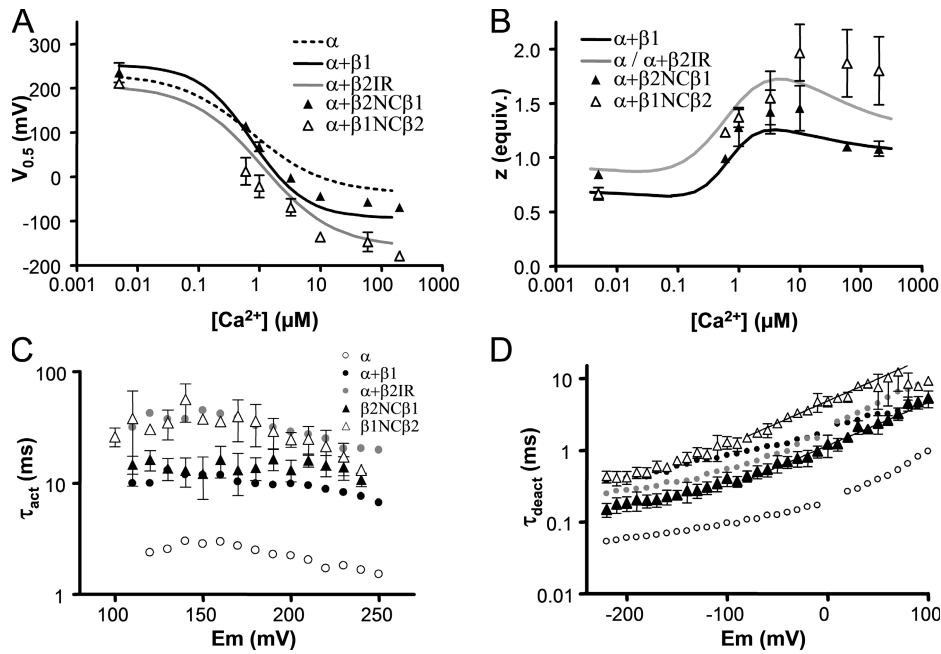 A
V0.5 (mV)
300
200
100
0
-100
-200
0.001
0.01
0.1
1
10
100
1000
[Ca²⁺] (µM)
α
α+β1
α+β2IR
α+β2NCβ1
α+β1NCβ2
B
z (equiv.)
2.0
1.5
1.0
0.5
0.0
0.001
0.01
0.1
1
10
100
1000
[Ca²⁺] (µM)
α+β1
α / α+β2IR
α+β2NCβ1
α+β1NCβ2
C
τact (ms)
100
10
1
100
150
200
250
Em (mV)
α
α+β1
α+β2IR
β2NCβ1
β1NCβ2
D
τdeact (ms)
10
1
0.1
0.01
-200
-100
0
100
Em (mV)